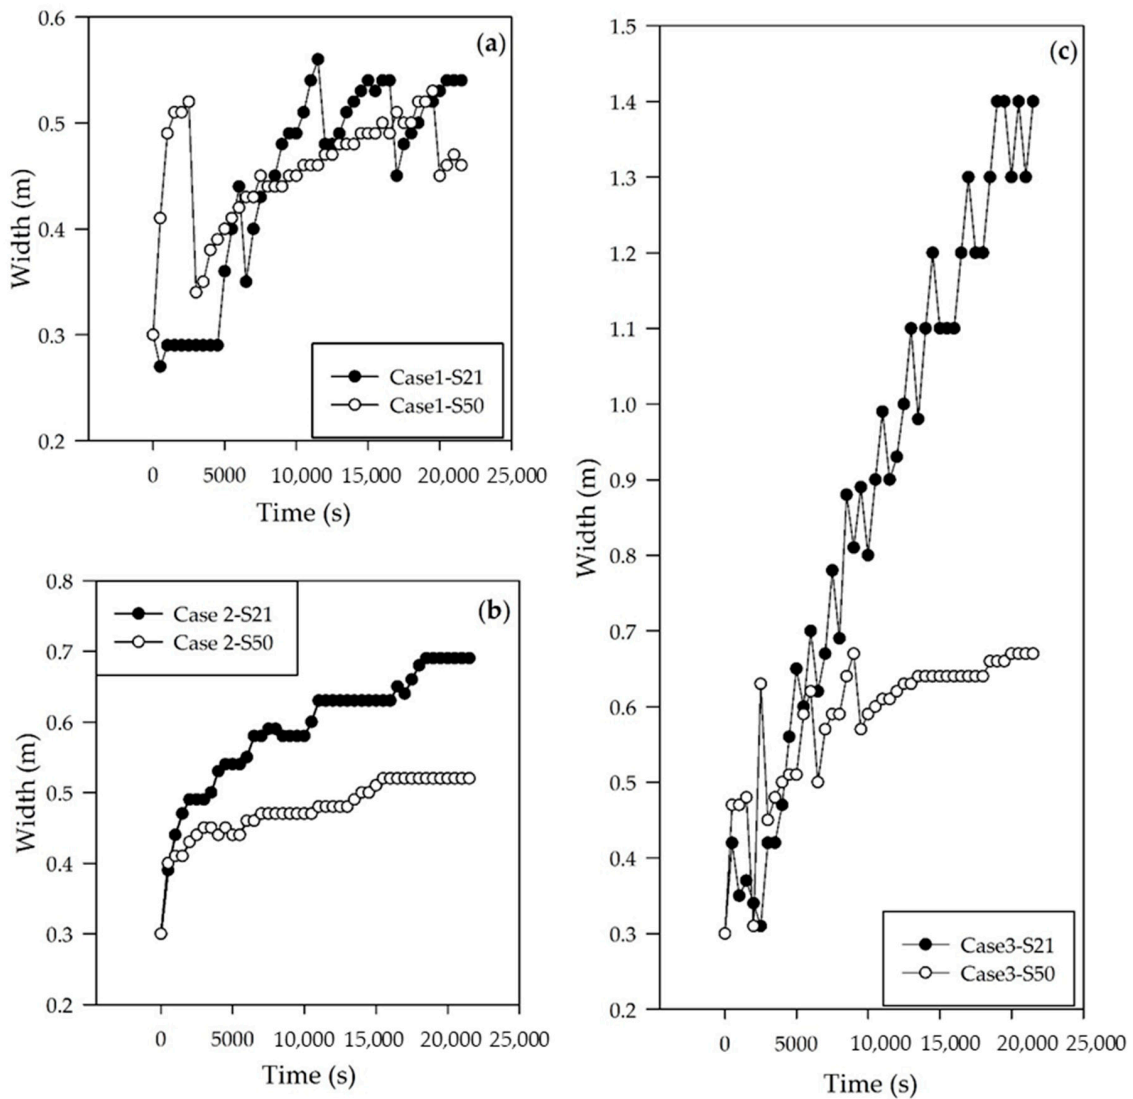 (a)
Width (m)
0.6
0.5
0.4
0.3
0.2
Case1-S21
Case1-S50
0 5000 10,000 15,000 20,000 25,000
Time (s)
(b)
Width (m)
0.8
0.7
0.6
0.5
0.4
0.3
0.2
Case 2-S21
Case 2-S50
0 5000 10,000 15,000 20,000 25,000
Time (s)
(c)
Width (m)
1.5
1.4
1.3
1.2
1.1
1.0
0.9
0.8
0.7
0.6
0.5
0.4
0.3
0.2
Case3-S21
Case3-S50
0 5000 10,000 15,000 20,000 25,000
Time (s)